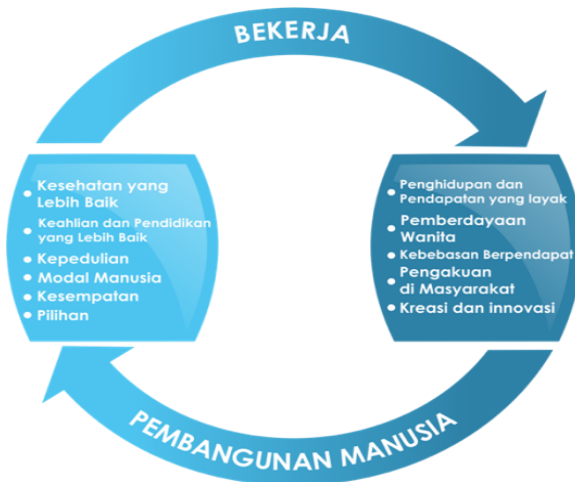 BEKERJA
Kesehatan yang
Lebih Baik
Keahlian dan Pendidikan
yang Lebih Baik
Kepedulian
Modal Manusia
Kesempatan
Pilihan
Penghidupan dan
Pendapatan yang layak
Pemberdayaan
Wanita
Kebebasan Berpendapat
Pengakuan
di Masyarakat
Kreasi dan innovasi
PEMBANGUNAN MANUSIA